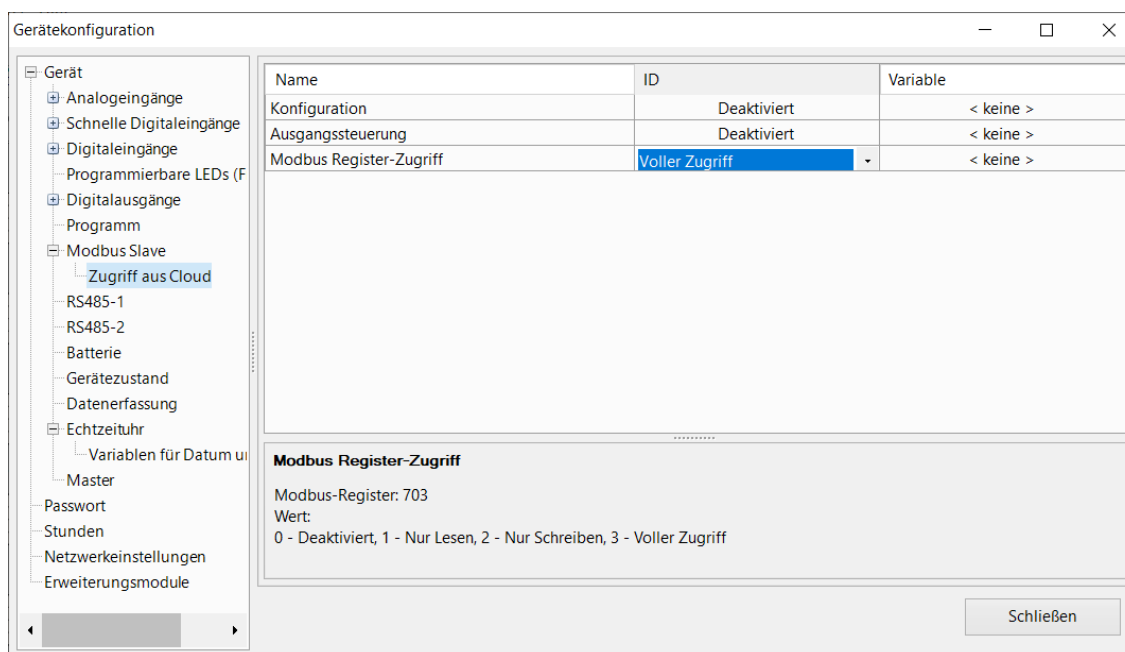 Gerätekonfiguration
Gerät
Analogeingänge
Schnelle Digitaleingänge
Digitaleingänge
Programmierbare LEDs (F
Digitalausgänge
Programm
Modbus Slave
Zugriff aus Cloud
RS485-1
RS485-2
Batterie
Gerätezustand
Datenerfassung
Echtzeituhr
Variablen für Datum u
Master
Passwort
Stunden
Netzwerkeinstellungen
Erweiterungsmodule
Name ID Variable
Konfiguration Deaktiviert < keine >
Ausgangssteuerung Deaktiviert < keine >
Modbus Register-Zugriff Voller Zugriff < keine >
Modbus Register-Zugriff
Modbus-Register: 703
Wert:
0 - Deaktiviert, 1 - Nur Lesen, 2 - Nur Schreiben, 3 - Voller Zugriff
Schließen